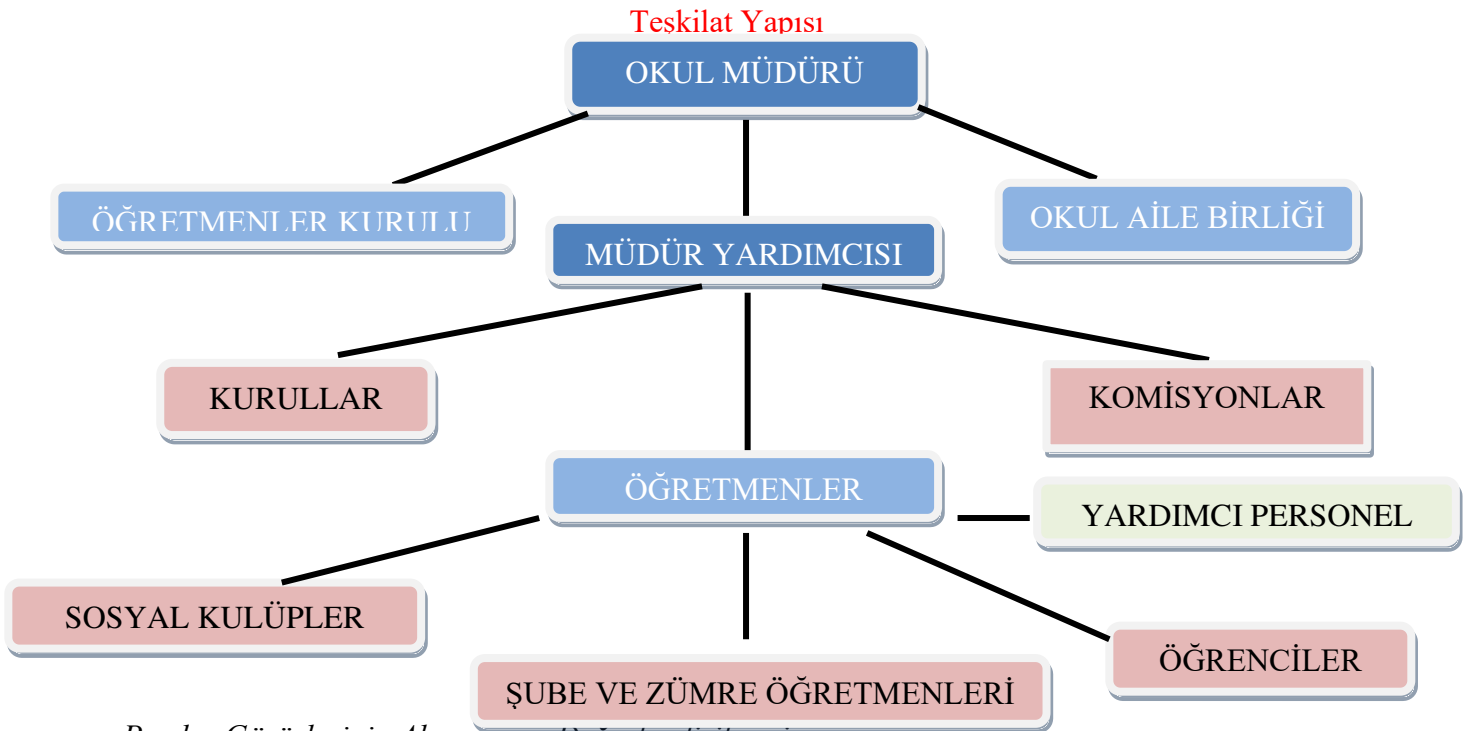 Teşkilat Yapısı
OKUL MÜDÜRÜ
ÖĞRETMENLER KURULU
OKUL AİLE BİRLİĞİ
MÜDÜR YARDIMCISI
KURULLAR
KOMİSYONLAR
ÖĞRETMENLER
YARDIMCI PERSONEL
SOSYAL KULÜPLER
ÖĞRENCİLER
ŞUBE VE ZÜMRE ÖĞRETMENLERİ